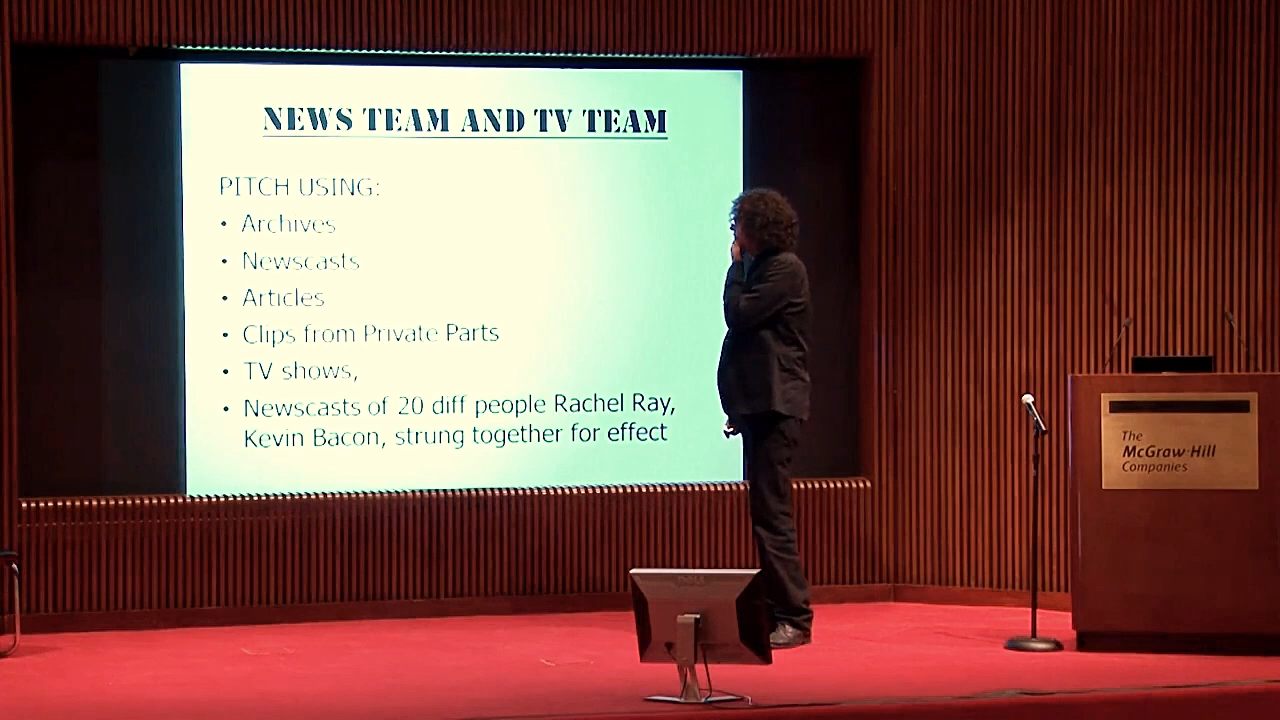 NEWS TEAM AND TV TEAM
PITCH USING:
• Archives
• Newscasts
• Articles
• Clips from Private Parts
• TV shows,
• Newscasts of 20 diff people Rachel Ray,
Kevin Bacon, strung together for effect
The
McGraw·Hill
Companies
DELL